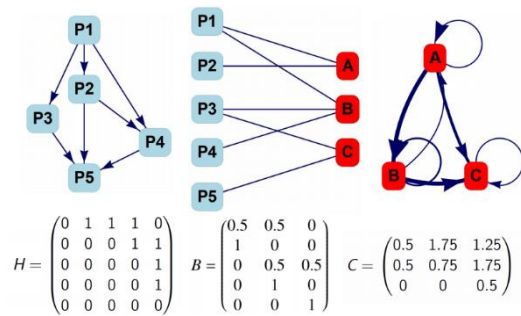 P1
P2
P3
P4
P5
P1
P2
P3
P4
P5
A
B
C
A
B
C
H =
0 1 1 1 0
0 0 0 1 1
0 0 0 0 1
0 0 0 0 1
0 0 0 0 0
B =
0.5 0.5 0
1 0 0
0 0.5 0.5
0 1 0
0 0 1
C =
0.5 1.75 1.25
0.5 0.75 1.75
0 0 0.5